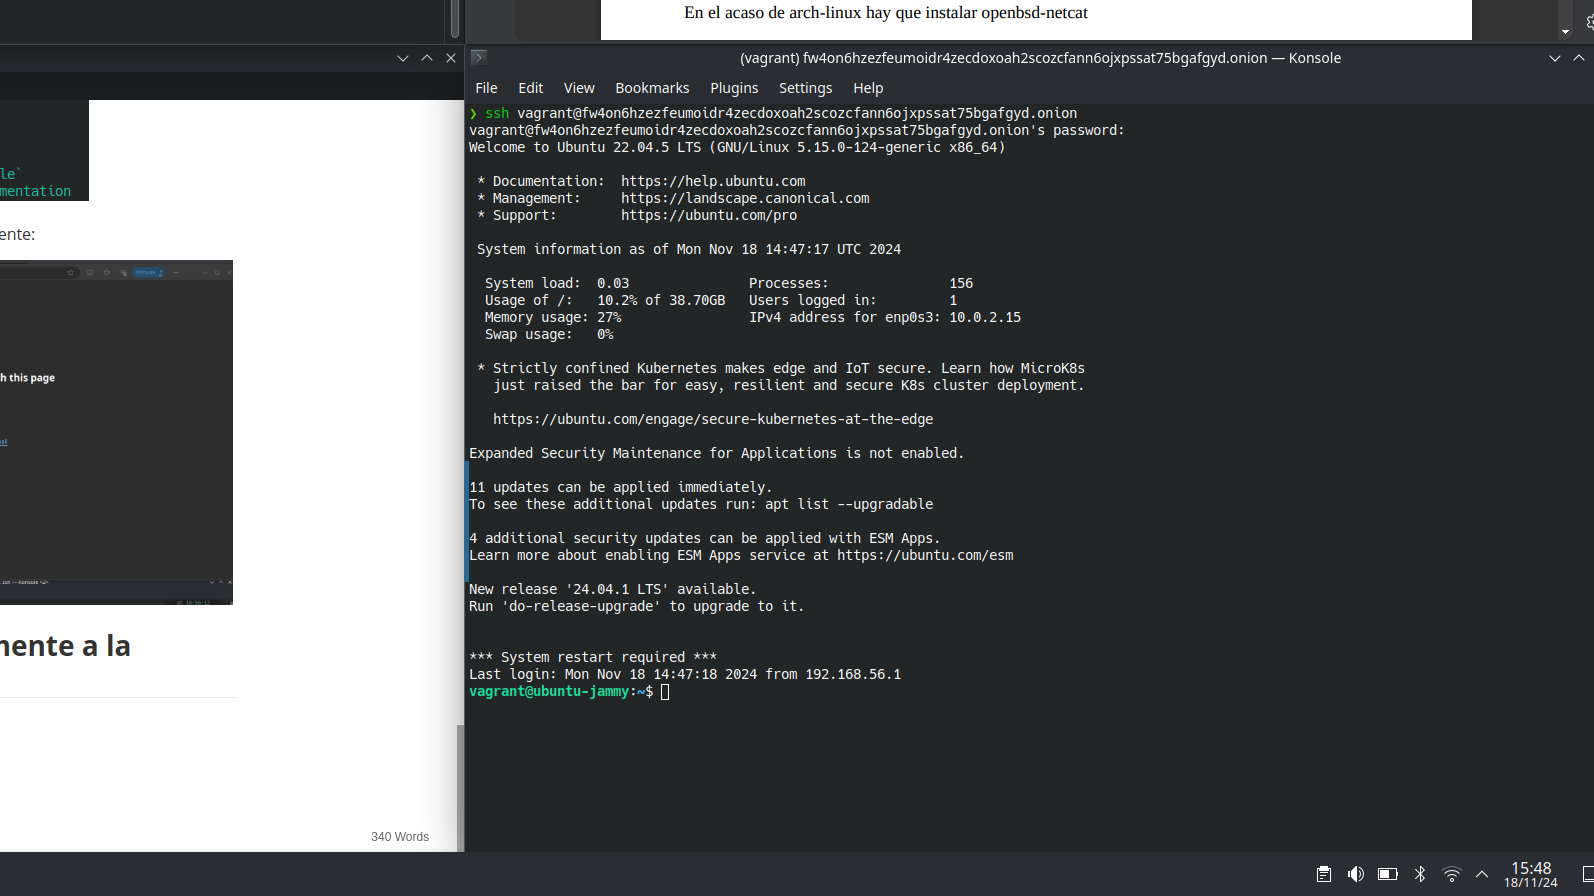 En el acaso de arch-linux hay que instalar openbsd-netcat
(vagrant) fw4on6hzezfeumoidr4zecdoxoah2scozcfann6ojxpssat75bgafgyd.onion — Konsole
File Edit View Bookmarks Plugins Settings Help
❯ ssh vagrant@fw4on6hzezfeumoidr4zecdoxoah2scozcfann6ojxpssat75bgafgyd.onion
vagrant@fw4on6hzezfeumoidr4zecdoxoah2scozcfann6ojxpssat75bgafgyd.onion's password:
Welcome to Ubuntu 22.04.5 LTS (GNU/Linux 5.15.0-124-generic x86_64)
* Documentation: https://help.ubuntu.com
* Management: https://landscape.canonical.com
* Support: https://ubuntu.com/pro
System information as of Mon Nov 18 14:47:17 UTC 2024
System load: 0.03 Processes: 156
Usage of /: 10.2% of 38.70GB Users logged in: 1
Memory usage: 27% IPv4 address for enp0s3: 10.0.2.15
Swap usage: 0%
* Strictly confined Kubernetes makes edge and IoT secure. Learn how MicroK8s
just raised the bar for easy, resilient and secure K8s cluster deployment.
https://ubuntu.com/engage/secure-kubernetes-at-the-edge
Expanded Security Maintenance for Applications is not enabled.
11 updates can be applied immediately.
To see these additional updates run: apt list --upgradable
4 additional security updates can be applied with ESM Apps.
Learn more about enabling ESM Apps service at https://ubuntu.com/esm
New release '24.04.1 LTS' available.
Run 'do-release-upgrade' to upgrade to it.
*** System restart required ***
Last login: Mon Nov 18 14:47:18 2024 from 192.168.56.1
vagrant@ubuntu-jammy:~$
le`
mentation
ente:
h this page
mente a la
340 Words
15:48
18/11/24